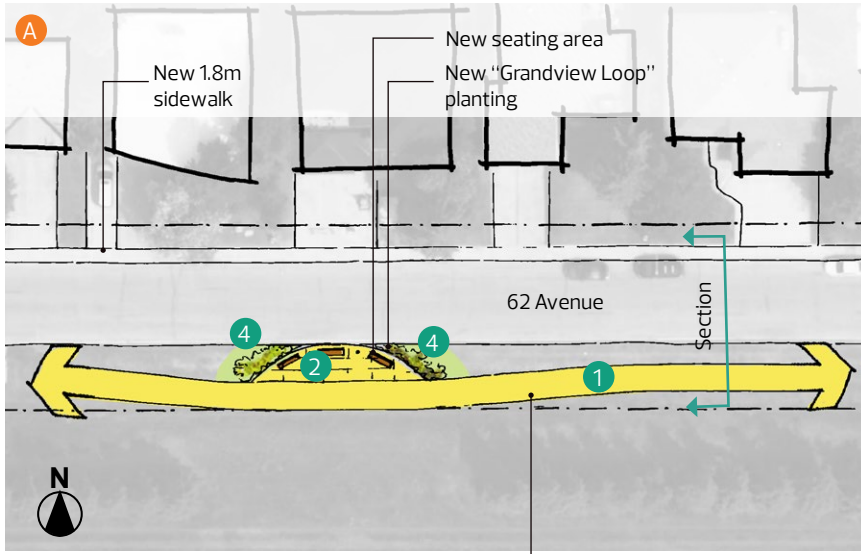 A
New seating area
New 1.8m
sidewalk
New “Grandview Loop”
planting
62 Avenue
Section
4
4
2
1
N